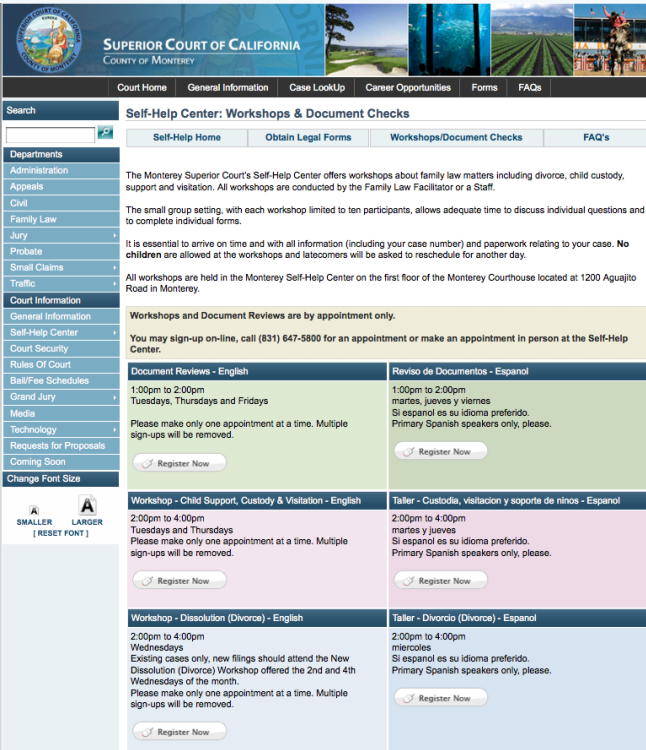 SUPERIOR COURT OF CALIFORNIA
COUNTY OF MONTEREY
Court Home General Information Case LookUp Career Opportunities Forms FAQs
Search
Departments
Administration
Appeals
Civil
Family Law
Jury
Probate
Small Claims
Traffic
Court Information
General Information
Self-Help Center
Court Security
Rules Of Court
Bail/Fee Schedules
Grand Jury
Media
Technology
Requests for Proposals
Coming Soon
Change Font Size
A A
SMALLER LARGER
[ RESET FONT ]
Self-Help Center: Workshops & Document Checks
Self-Help Home Obtain Legal Forms Workshops/Document Checks FAQ's
The Monterey Superior Court's Self-Help Center offers workshops about family law matters including divorce, child custody,
support and visitation. All workshops are conducted by the Family Law Facilitator or a Staff.
The small group setting, with each workshop limited to ten participants, allows adequate time to discuss individual questions and
to complete individual forms.
It is essential to arrive on time and with all information (including your case number) and paperwork relating to your case. No
children are allowed at the workshops and latecomers will be asked to reschedule for another day.
All workshops are held in the Monterey Self-Help Center on the first floor of the Monterey Courthouse located at 1200 Aguajito
Road in Monterey.
Workshops and Document Reviews are by appointment only.
You may sign-up on-line, call (831) 647-5800 for an appointment or make an appointment in person at the Self-Help
Center.
Document Reviews - English
1:00pm to 2:00pm
Tuesdays, Thursdays and Fridays
Please make only one appointment at a time. Multiple
sign-ups will be removed.
Register Now
Reviso de Documentos - Espanol
1:00pm to 2:00pm
martes, jueves y viernes
Si espanol es su idioma preferido.
Primary Spanish speakers only, please.
Register Now
Workshop - Child Support, Custody & Visitation - English
2:00pm to 4:00pm
Tuesdays and Thursdays
Please make only one appointment at a time. Multiple
sign-ups will be removed.
Register Now
Taller - Custodia, visitacion y soporte de ninos - Espanol
2:00pm to 4:00pm
martes y jueves
Si espanol es su idioma preferido.
Primary Spanish speakers only, please.
Register Now
Workshop - Dissolution (Divorce) - English
2:00pm to 4:00pm
Wednesdays
Existing cases only, new filings should attend the New
Dissolution (Divorce) Workshop offered the 2nd and 4th
Wednesdays of the month.
Please make only one appointment at a time. Multiple
sign-ups will be removed.
Register Now
Taller - Divorcio (Divorce) - Espanol
2:00pm to 4:00pm
miercoles
Si espanol es su idioma preferido.
Primary Spanish speakers only, please.
Register Now